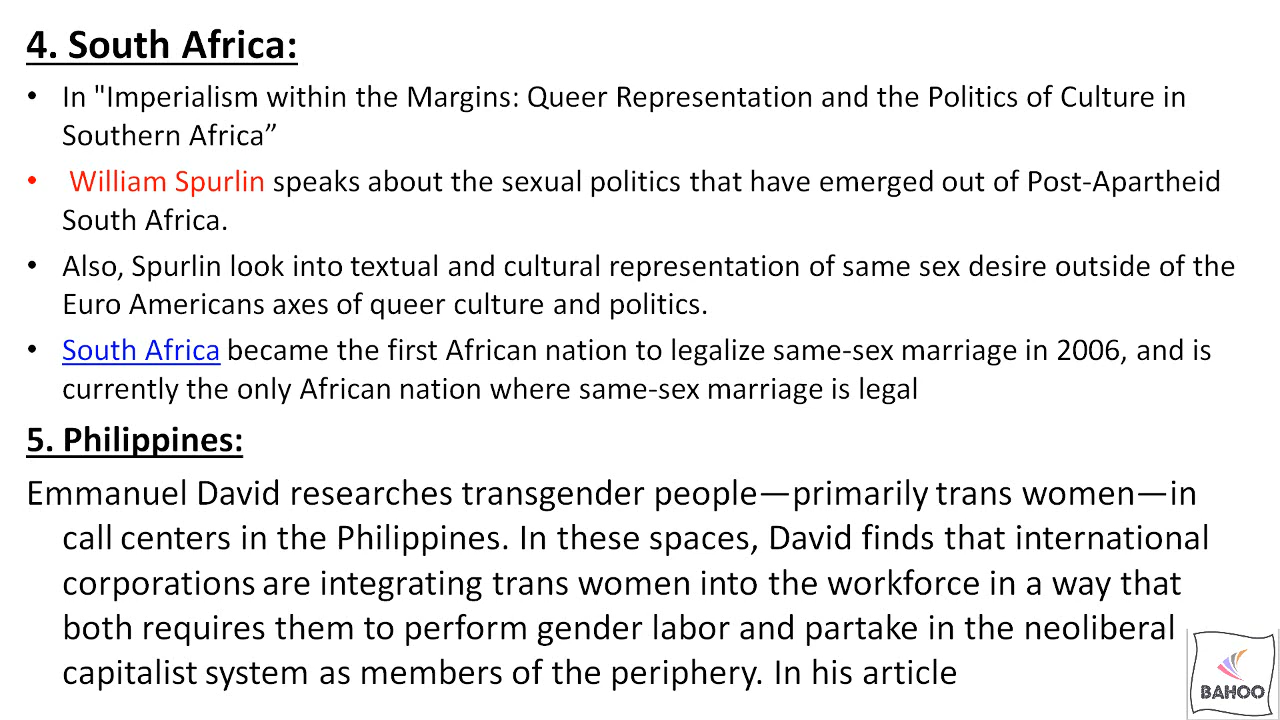 4. South Africa:
• In "Imperialism within the Margins: Queer Representation and the Politics of Culture in
Southern Africa”
• William Spurlin speaks about the sexual politics that have emerged out of Post-Apartheid
South Africa.
• Also, Spurlin look into textual and cultural representation of same sex desire outside of the
Euro Americans axes of queer culture and politics.
• South Africa became the first African nation to legalize same-sex marriage in 2006, and is
currently the only African nation where same-sex marriage is legal
5. Philippines:
Emmanuel David researches transgender people—primarily trans women—in
call centers in the Philippines. In these spaces, David finds that international
corporations are integrating trans women into the workforce in a way that
both requires them to perform gender labor and partake in the neoliberal
capitalist system as members of the periphery. In his article
BAHOO